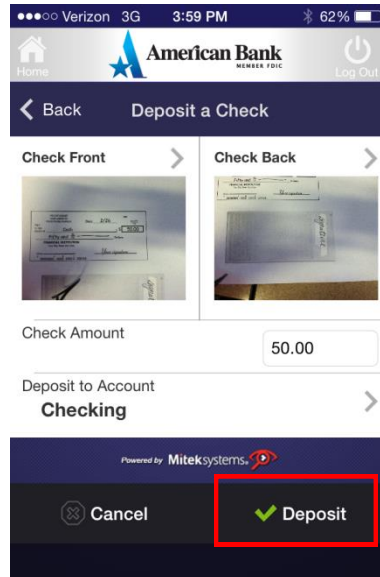 Verizon 3G 3:59 PM 62%
American Bank
MEMBER FDIC
Home
Log Out
Back Deposit a Check
Check Front Check Back
Check Amount
50.00
Deposit to Account
Checking
Powered by Miteksystems.
Cancel Deposit